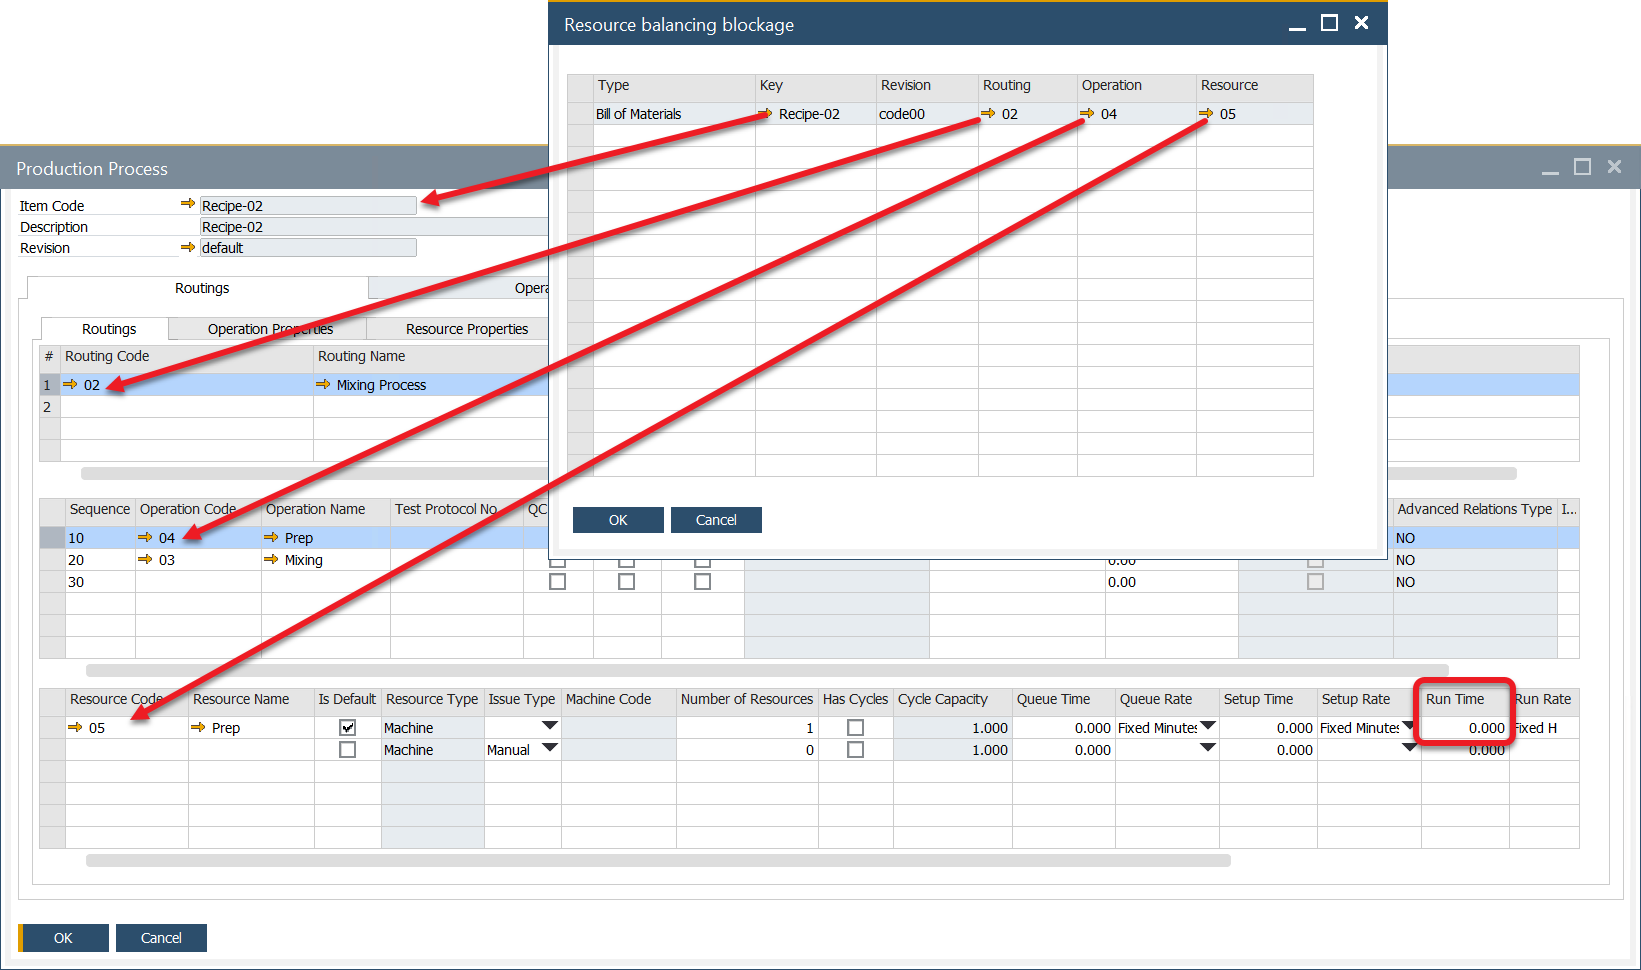 Resource balancing blockage
Type Key Revision Routing Operation Resource
Bill of Materials Recipe-02 code00 02 04 05
OK Cancel
Production Process
Item Code Recipe-02
Description Recipe-02
Revision default
Routings Opera
Routings Operation Properties Resource Properties
# Routing Code Routing Name
1 02 Mixing Process
2
Sequence Operation Code Operation Name Test Protocol No. QC Advanced Relations Type I...
10 04 Prep NO
20 03 Mixing 0.00 NO
30 0.00 NO
Resource Code Resource Name Is Default Resource Type Issue Type Machine Code Number of Resources Has Cycles Cycle Capacity Queue Time Queue Rate Setup Time Setup Rate Run Time Run Rate
05 Prep Machine 1 1.000 0.000 Fixed Minutes 0.000 Fixed Minutes 0.000 Fixed H
Machine Manual 0 1.000 0.000 0.000 0.000
OK Cancel